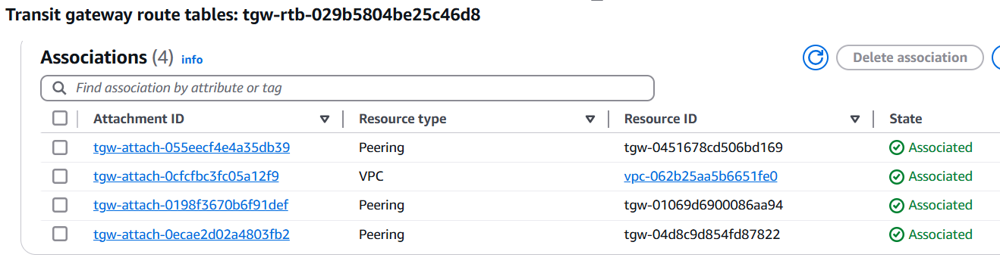 Transit gateway route tables: tgw-rtb-029b5804be25c46d8
Associations (4) info
Delete association
Find association by attribute or tag
Attachment ID Resource type Resource ID State
tgw-attach-055eecf4e4a35db39 Peering tgw-0451678cd506bd169 Associated
tgw-attach-0cfcfbc3fc05a12f9 VPC vpc-062b25aa5b6651fe0 Associated
tgw-attach-0198f3670b6f91def Peering tgw-01069d6900086aa94 Associated
tgw-attach-0ecae2d02a4803fb2 Peering tgw-04d8c9d854fd87822 Associated